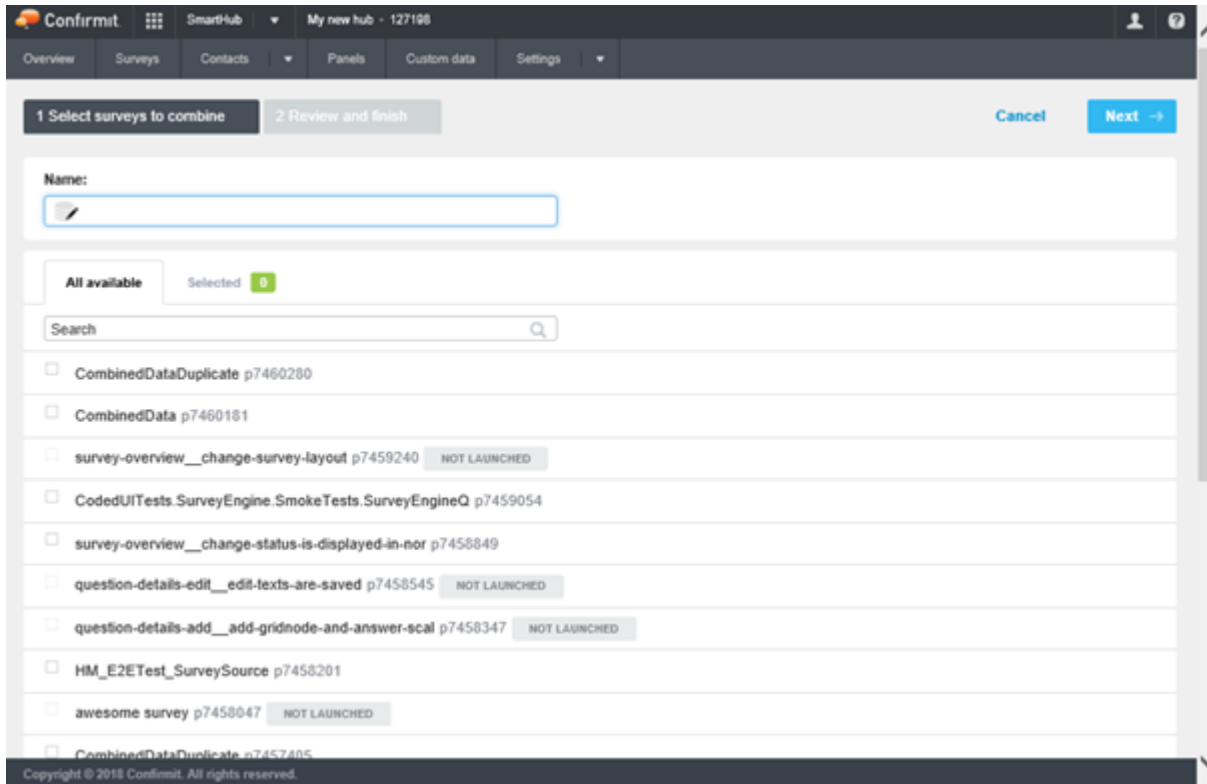 Confirmit SmartHub My new hub - 127198
Overview Surveys Contacts Panels Custom data Settings
1 Select surveys to combine 2 Review and finish Cancel Next
Name:
All available Selected 0
Search
CombinedDataDuplicate p7460280
CombinedData p7460181
survey-overview__change-survey-layout p7459240 NOT LAUNCHED
CodedUITests.SurveyEngine.SmokeTests.SurveyEngineQ p7459054
survey-overview__change-status-is-displayed-in-nor p7458849
question-details-edit__edit-texts-are-saved p7458545 NOT LAUNCHED
question-details-add__add-gridnode-and-answer-scal p7458347 NOT LAUNCHED
HM_E2ETest_SurveySource p7458201
awesome survey p7458047 NOT LAUNCHED
CombinedDataDuplicate p7457405
Copyright © 2018 Confirmit. All rights reserved.